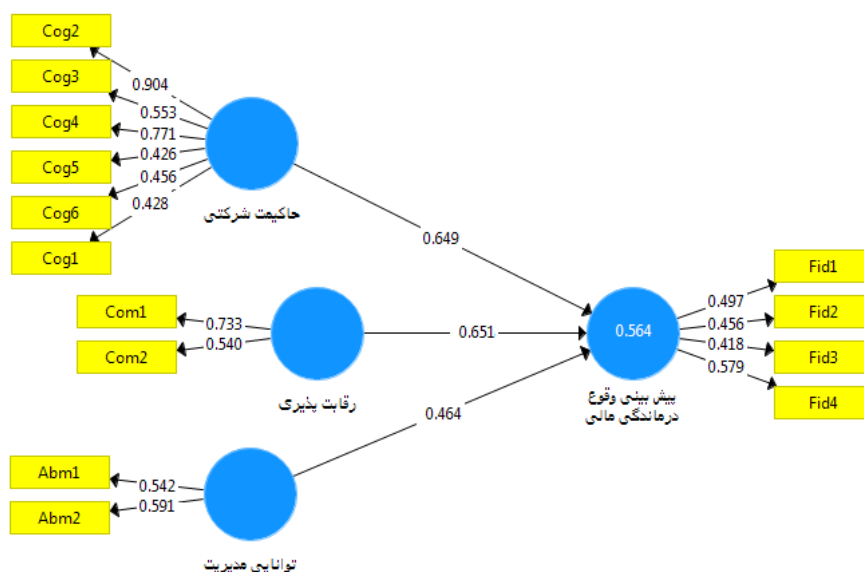 Cog2
Cog3
Cog4
Cog5
Cog6
Cog1
0.904
0.553
0.771
0.426
0.456
0.428
حاکیمت شرکتی
0.649
Com1
Com2
0.733
0.540
رقابت پذیری
0.651
Abm1
Abm2
0.542
0.591
توانایی مدیریت
0.464
0.564
پیش بینی وقوع
درماندگی مالی
0.497
0.456
0.418
0.579
Fid1
Fid2
Fid3
Fid4